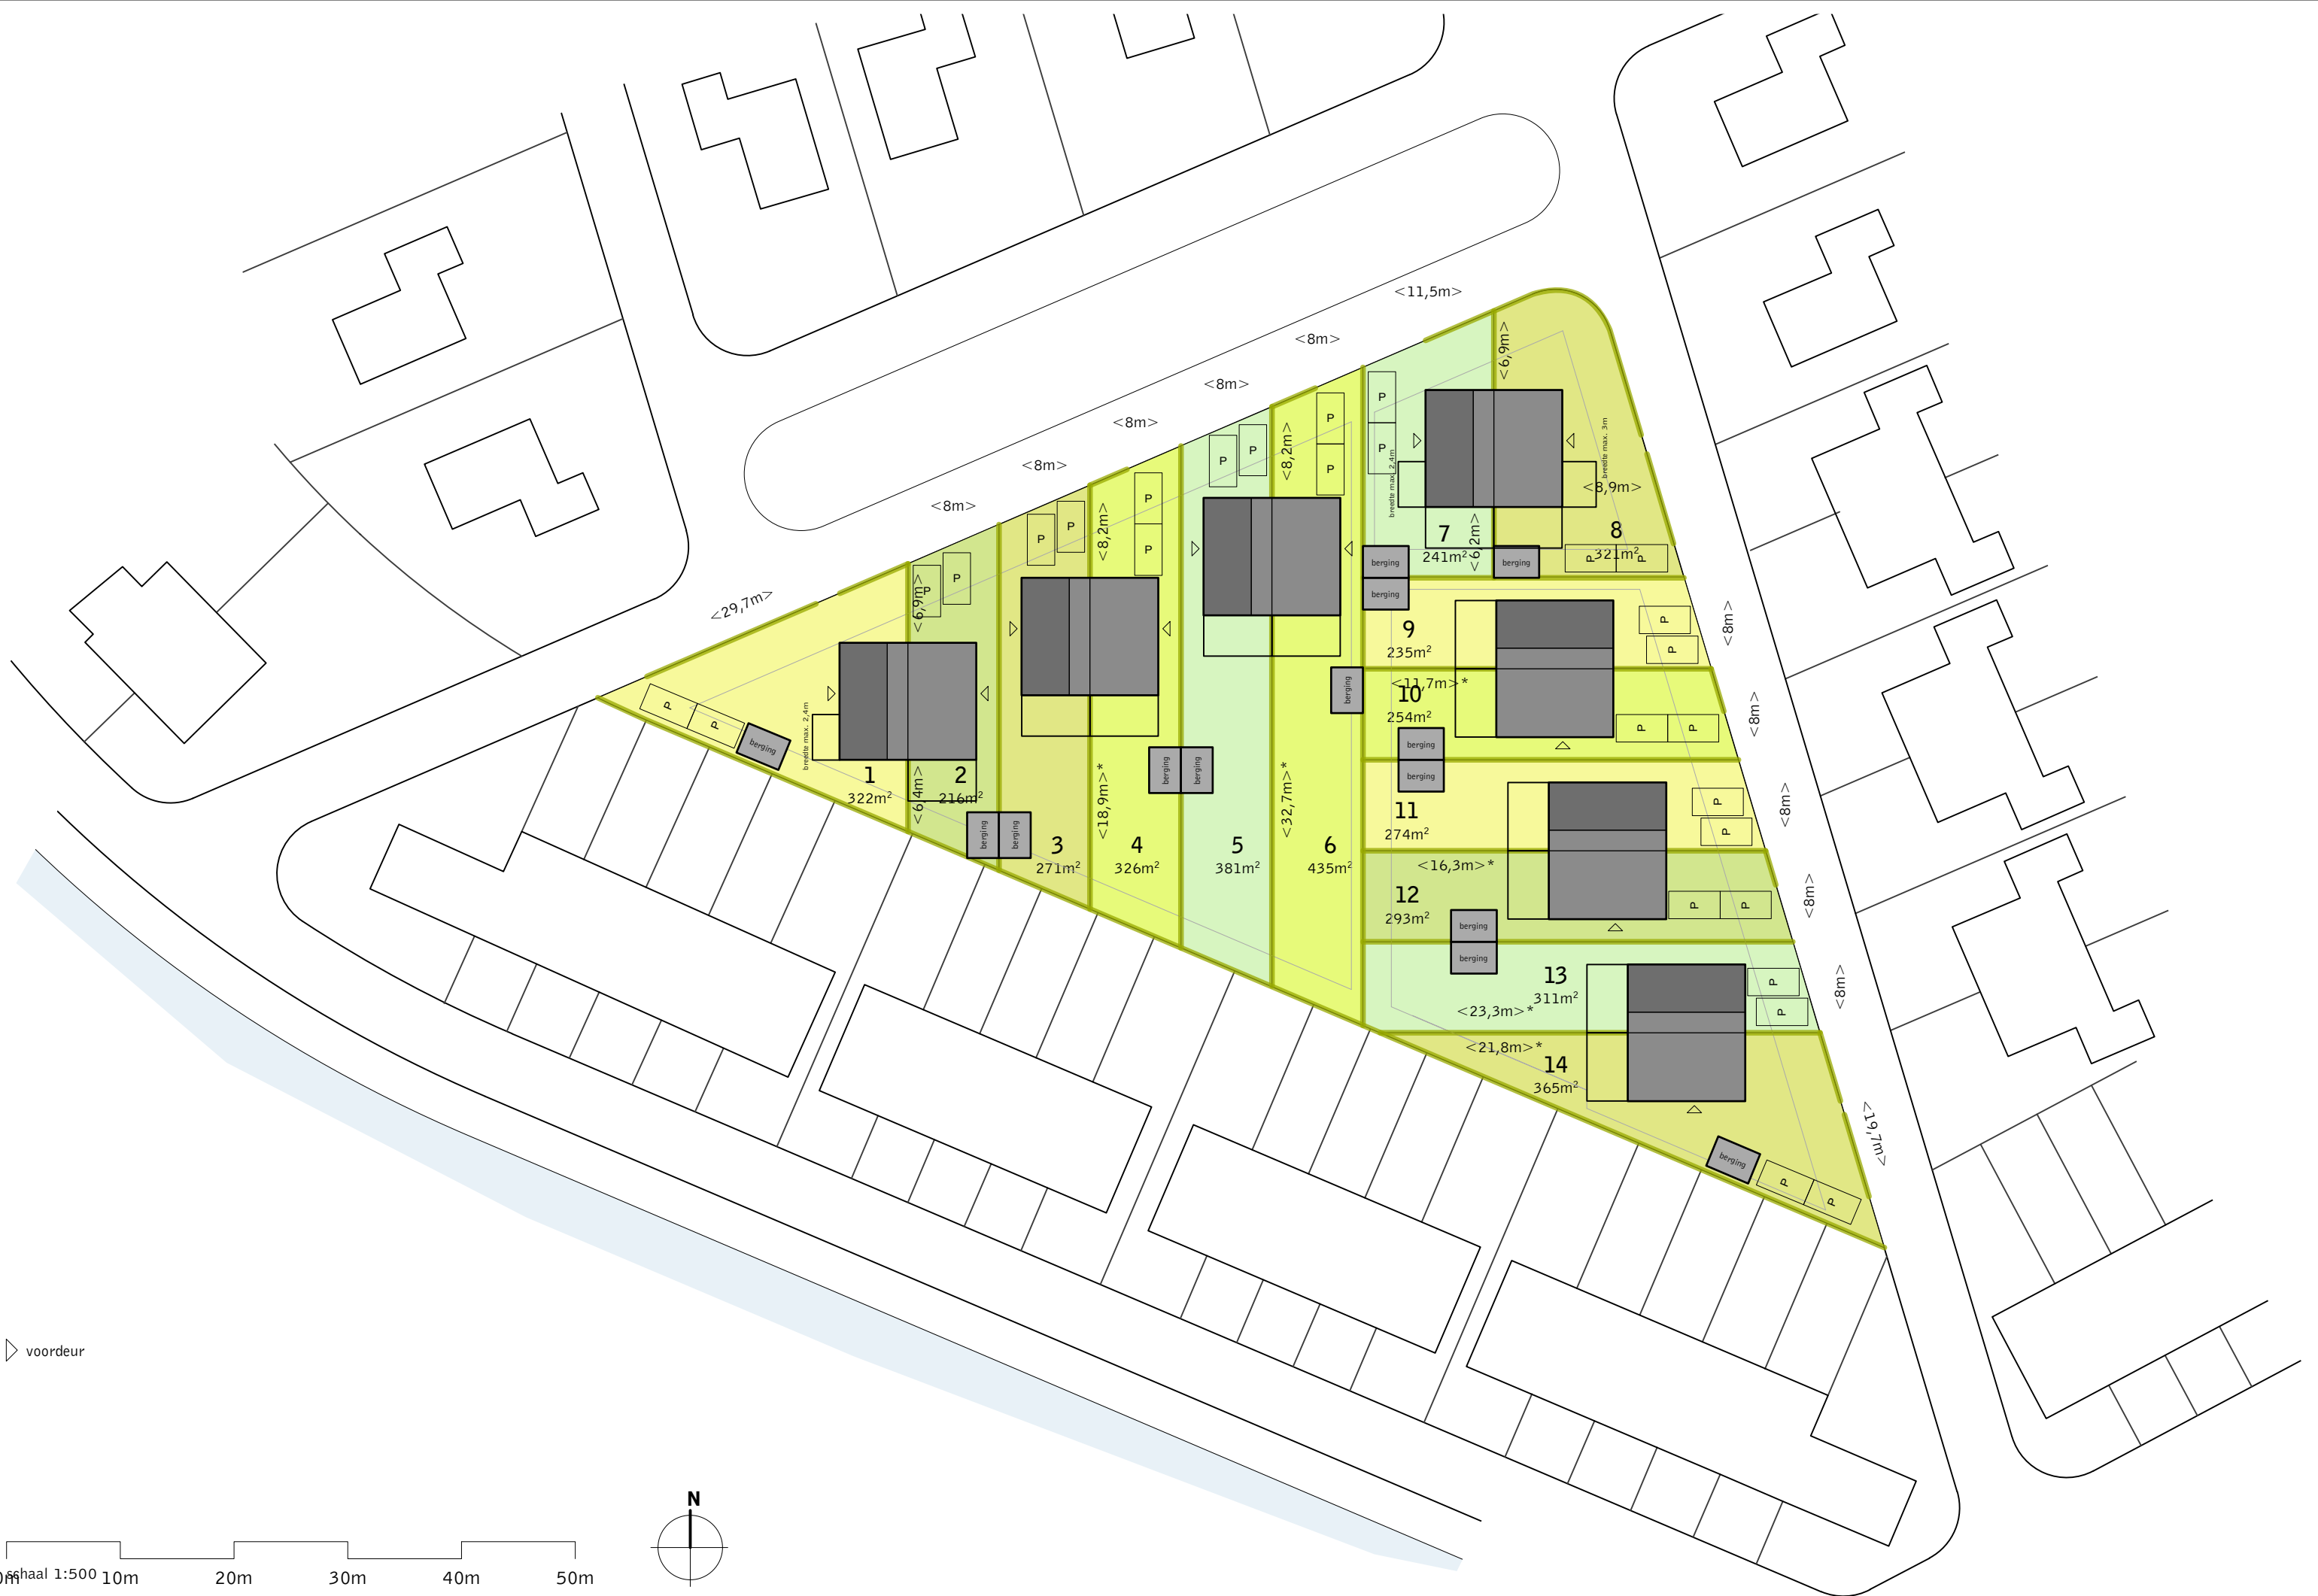 <11,5m>
<8m>
<8m>
<8m>
<8m>
<8m>
<29,7m>
<6,9m>
<8,2m>
<8,2m>
<6,9m>
P
P
P
P
P
P
P
P
P
P
P
P
P
P
breedte max. 2,4m
breedte max. 3m
<8,9m>
7
241m²
<6,2m>
8
321m²
P
P
berging
berging
berging
9
235m²
P
P
<8m>
<11,7m>*
10
254m²
P
P
<8m>
berging
berging
berging
11
274m²
P
P
<8m>
<16,3m>*
12
293m²
P
P
<8m>
berging
berging
13
311m²
P
P
<8m>
<23,3m>*
<21,8m>*
14
365m²
<19,7m>
berging
P
P
berging
breedte max. 2,4m
1
322m²
<6,4m>
2
216m²
berging
berging
3
271m²
<18,9m>*
4
326m²
berging
berging
5
381m²
<32,7m>*
6
435m²
voordeur
N
schaal 1:500
10m
20m
30m
40m
50m